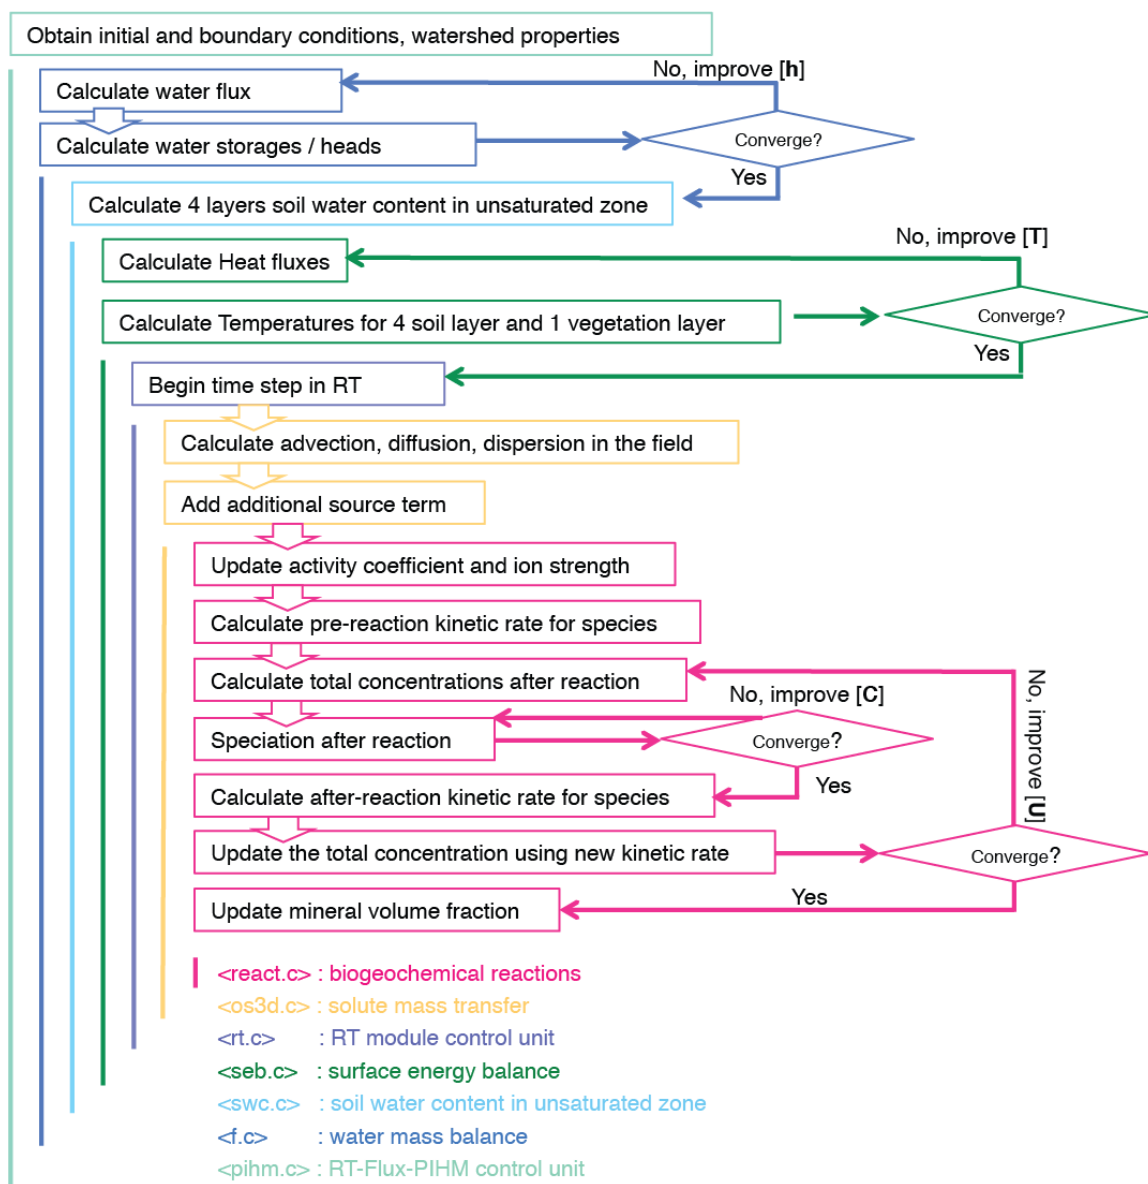 Obtain initial and boundary conditions, watershed properties
No, improve [h]
Calculate water flux
Calculate water storages / heads
Converge?
Yes
Calculate 4 layers soil water content in unsaturated zone
No, improve [T]
Calculate Heat fluxes
Calculate Temperatures for 4 soil layer and 1 vegetation layer
Converge?
Yes
Begin time step in RT
Calculate advection, diffusion, dispersion in the field
Add additional source term
Update activity coefficient and ion strength
Calculate pre-reaction kinetic rate for species
Calculate total concentrations after reaction
No, improve [C]
No, improve [U]
Speciation after reaction
Converge?
Yes
Calculate after-reaction kinetic rate for species
Update the total concentration using new kinetic rate
Converge?
Yes
Update mineral volume fraction
<react.c> : biogeochemical reactions
<os3d.c> : solute mass transfer
<rt.c> : RT module control unit
<seb.c> : surface energy balance
<swc.c> : soil water content in unsaturated zone
<f.c> : water mass balance
<pihm.c> : RT-Flux-PIHM control unit